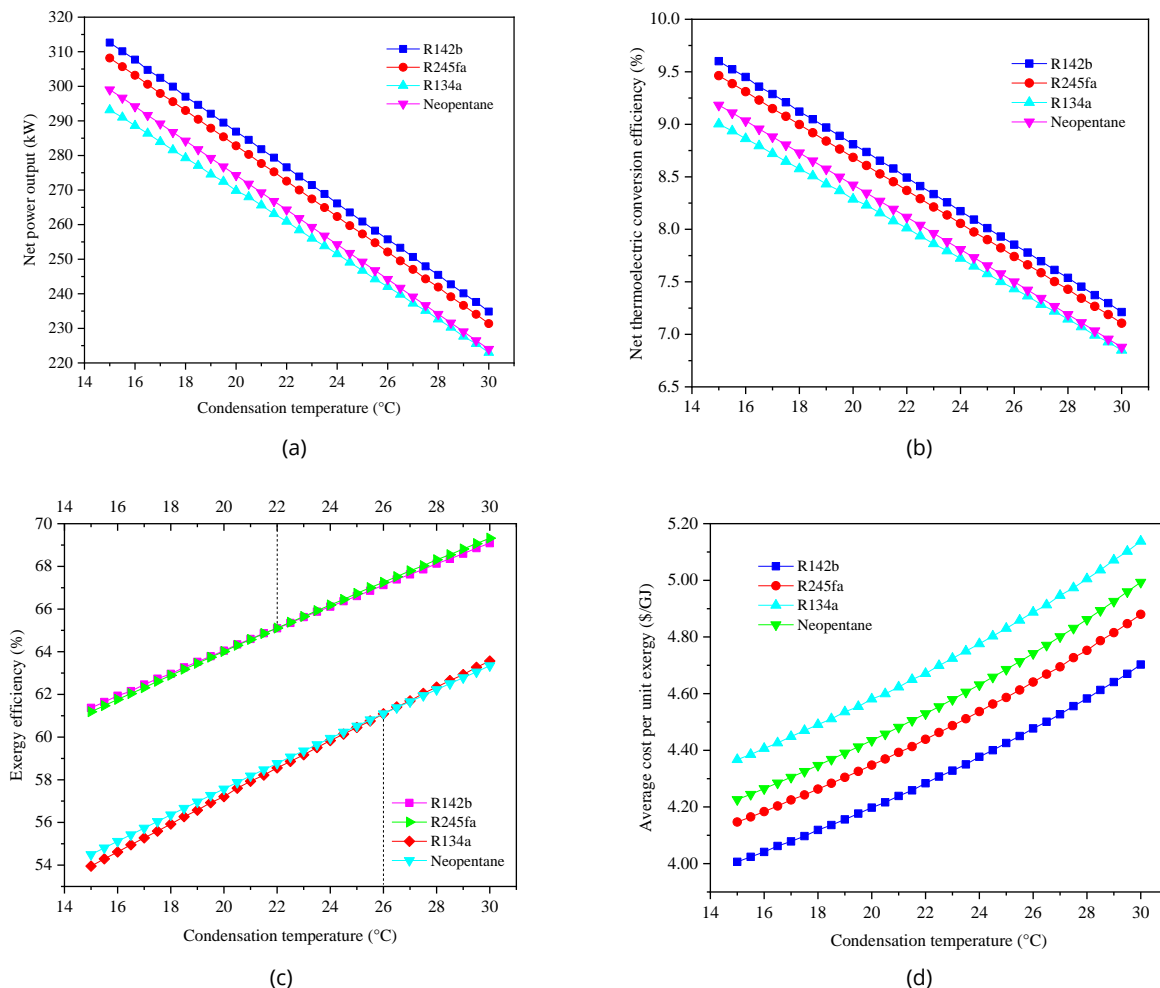 320
310
300
290
280
270
260
250
240
230
220
14 16 18 20 22 24 26 28 30
Net power output (kW)
Condensation temperature (°C)
R142b
R245fa
R134a
Neopentane
(a)
10.0
9.5
9.0
8.5
8.0
7.5
7.0
6.5
14 16 18 20 22 24 26 28 30
Net thermoelectric conversion efficiency (%)
Condensation temperature (°C)
R142b
R245fa
R134a
Neopentane
(b)
14 16 18 20 22 24 26 28 30
70
68
66
64
62
60
58
56
54
14 16 18 20 22 24 26 28 30
Exergy efficiency (%)
Condensation temperature (°C)
R142b
R245fa
R134a
Neopentane
(c)
5.20
5.00
4.80
4.60
4.40
4.20
4.00
14 16 18 20 22 24 26 28 30
Average cost per unit exergy ($/GJ)
Condensation temperature (°C)
R142b
R245fa
R134a
Neopentane
(d)